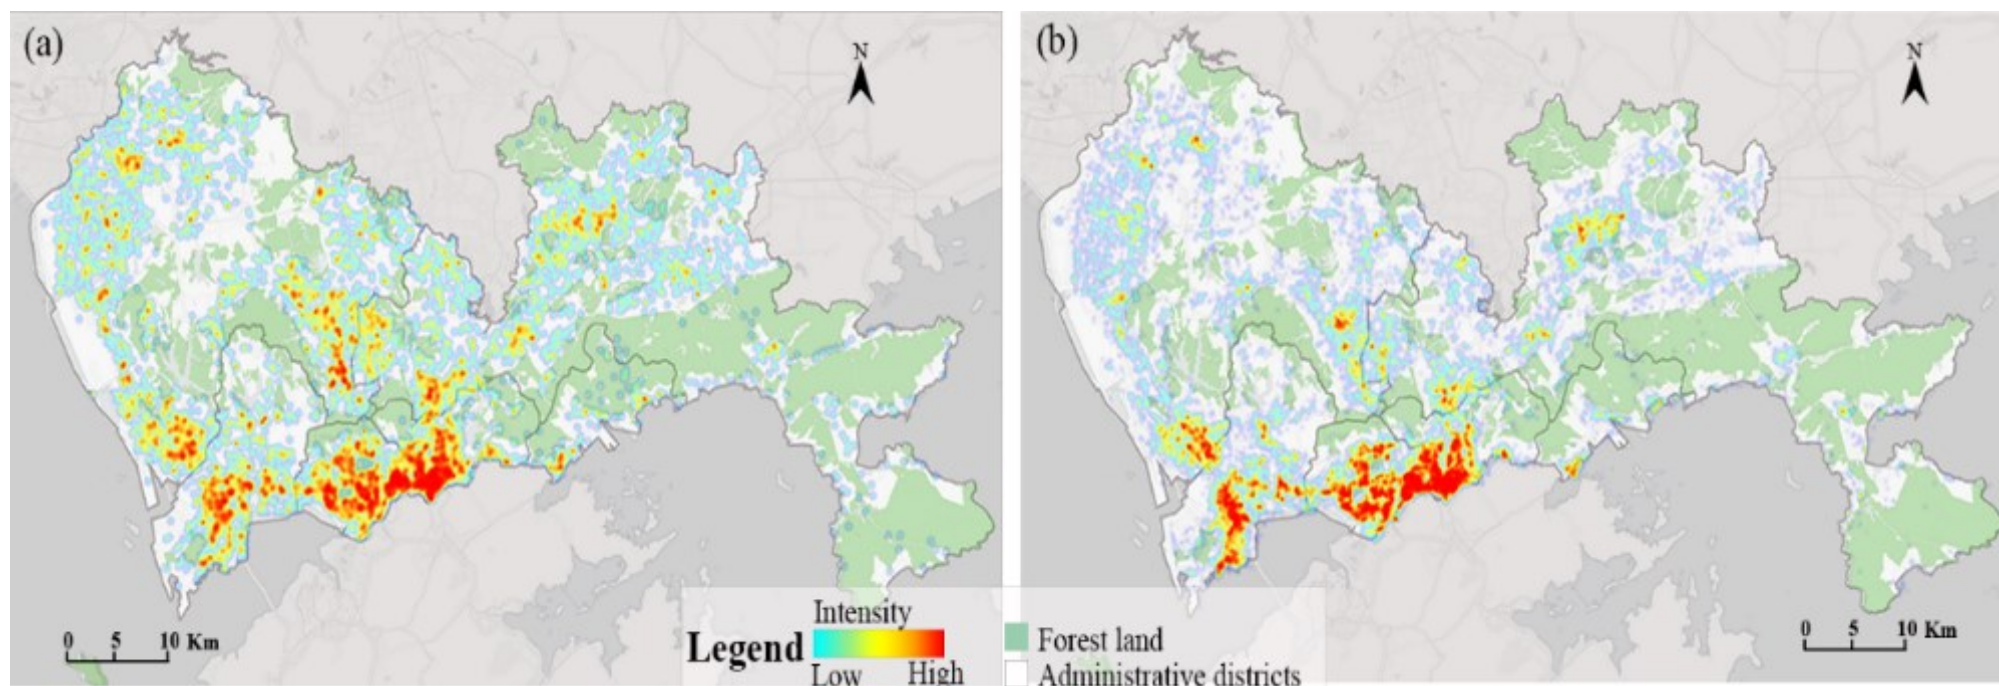 (a)
N
(b)
N
0 5 10 Km
Legend
Intensity
Low High
Forest land
Administrative districts
0 5 10 Km